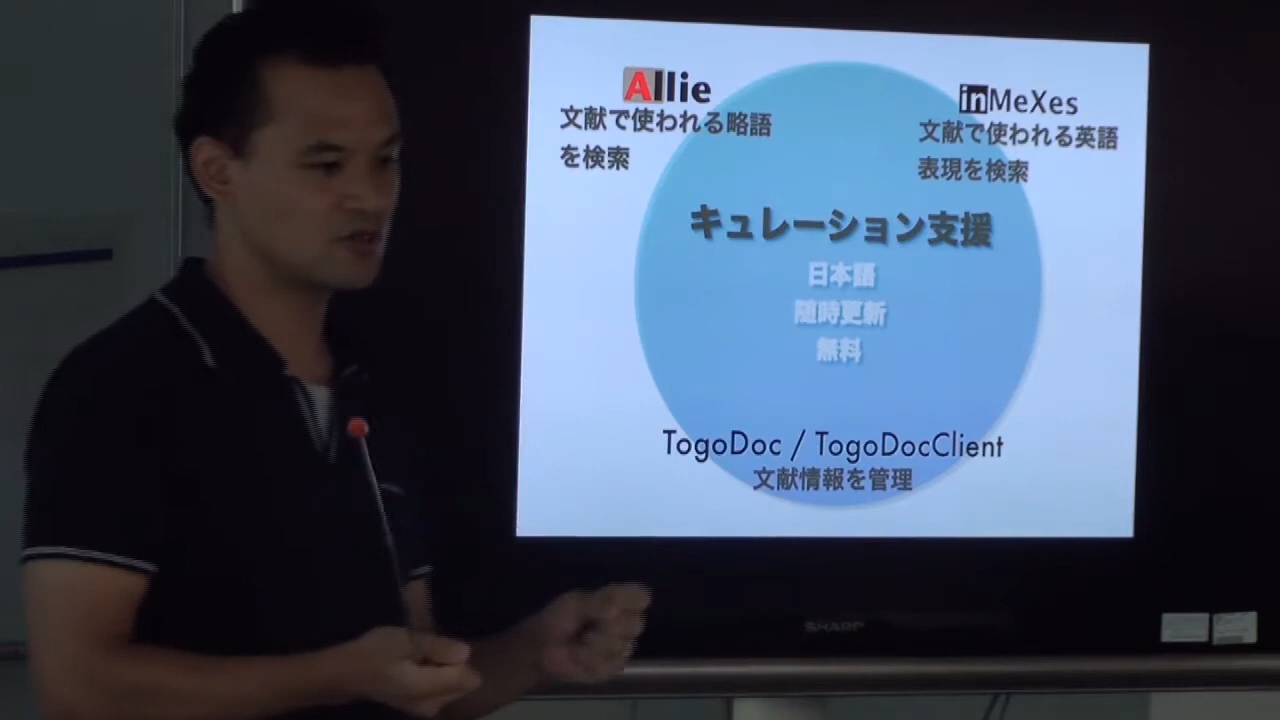 Allie
文献で使われる略語
を検索
inMeXes
文献で使われる英語
表現を検索
キュレーション支援
日本語
随時更新
無料
TogoDoc / TogoDocClient
文献情報を管理
SHARP